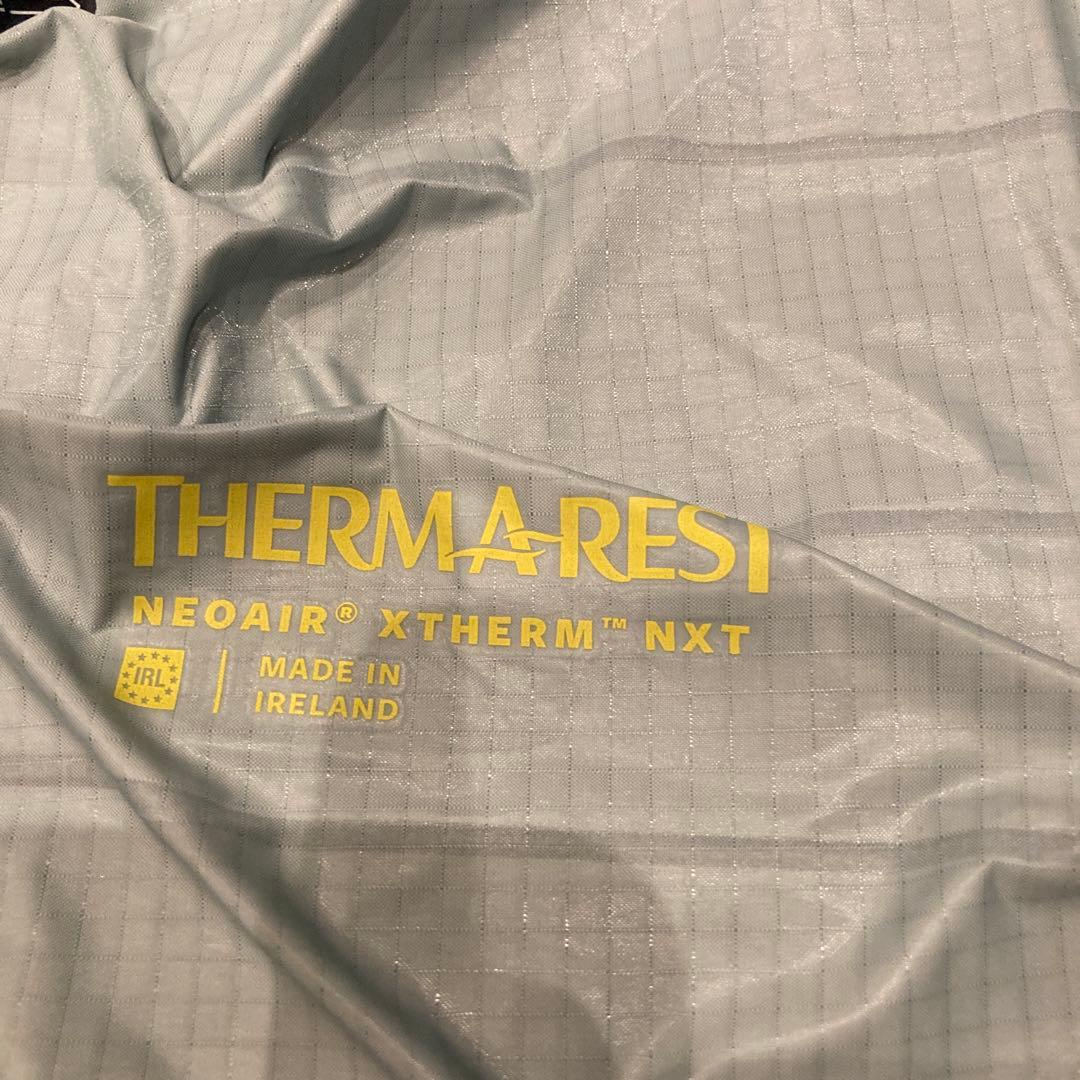 THERMAREST
NEOAIR® XTHERM™ NXT
IRL
MADE IN
IRELAND